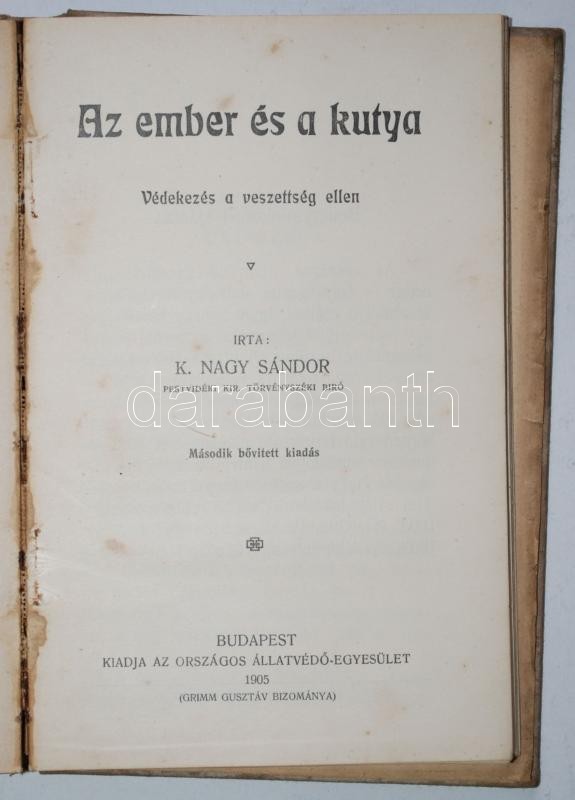 Az ember és a kutya
Védekezés a veszettség ellen
IRTA:
K. NAGY SÁNDOR
PESTVIDÉKI KIR. TÖRVÉNYSZÉKI BIRÓ
darabanth
Második bővitett kiadás
BUDAPEST
KIADJA AZ ORSZÁGOS ÁLLATVÉDŐ-EGYESÜLET
1905
(GRIMM GUSZTÁV BIZOMÁNYA)